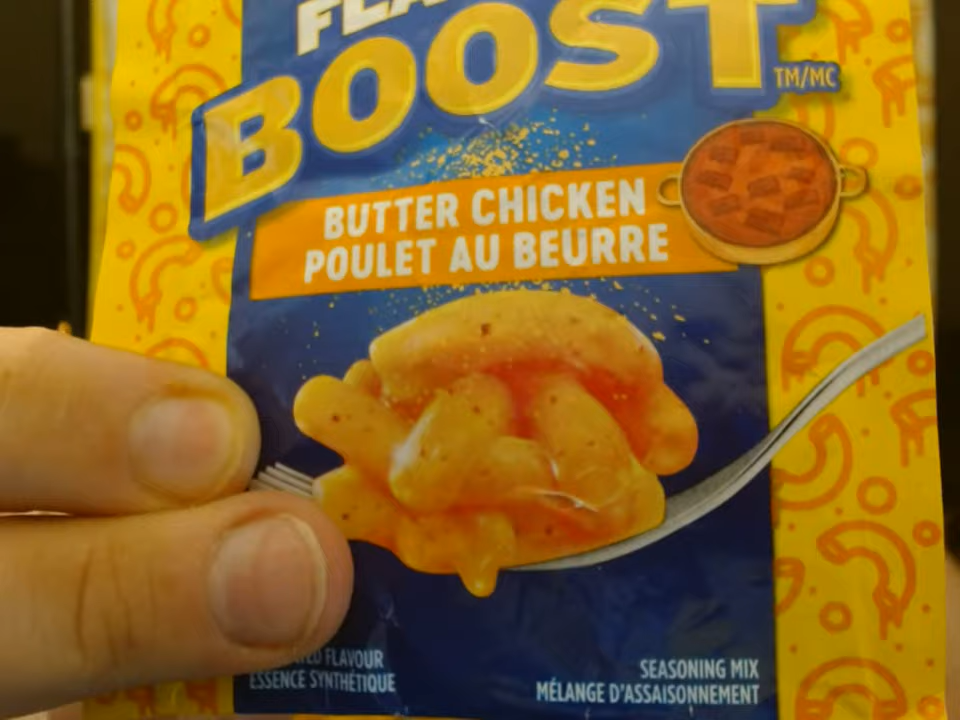 BOOST TM/MC
BUTTER CHICKEN
POULET AU BEURRE
FLAVOUR
ESSENCE SYNTHÉTIQUE
SEASONING MIX
MÉLANGE D'ASSAISONNEMENT